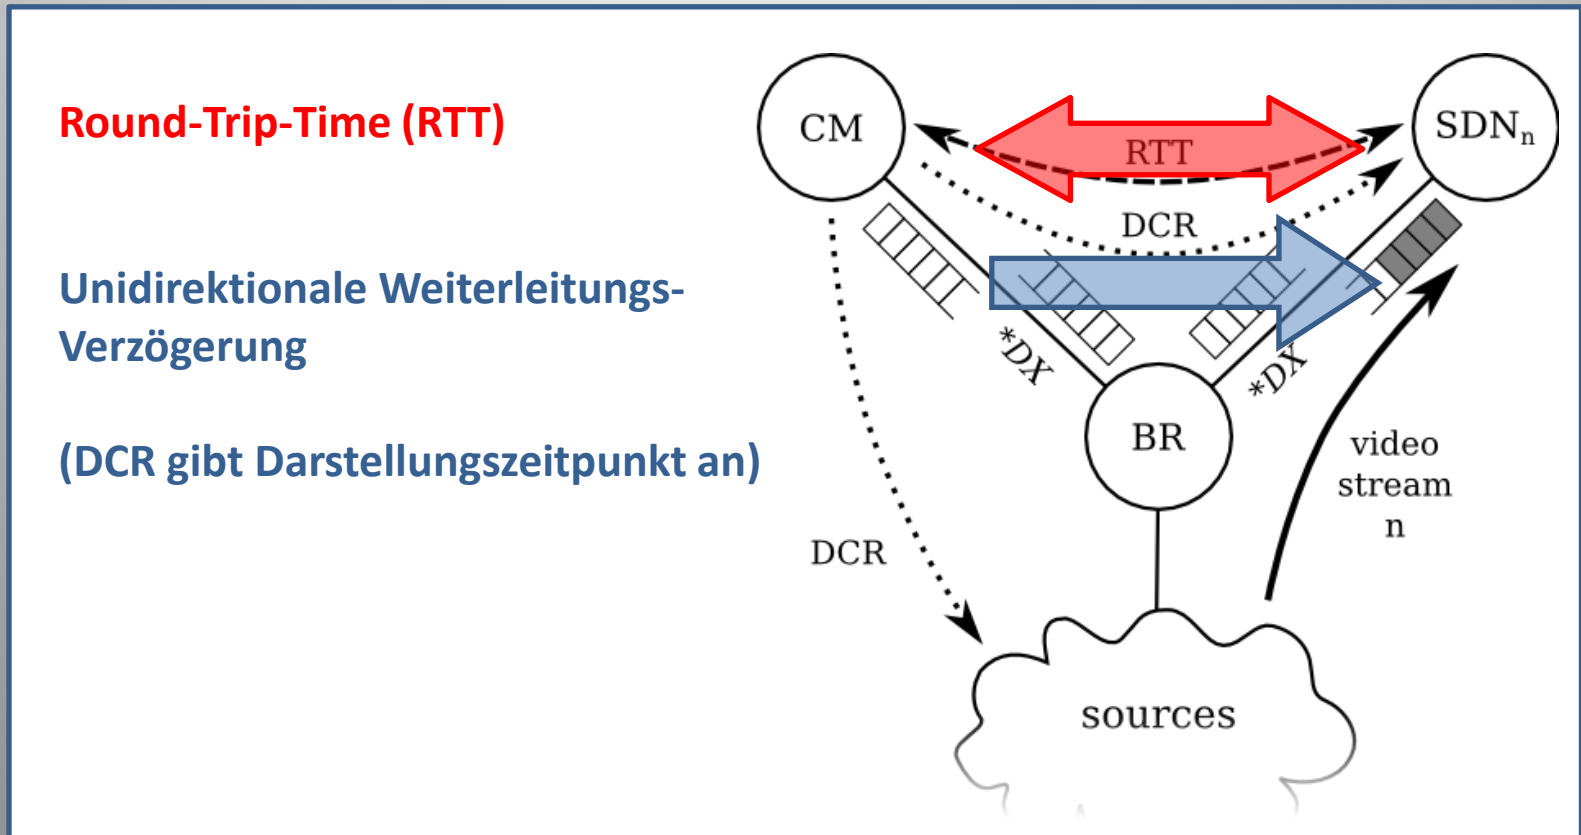 Round-Trip-Time (RTT)
Unidirektionale Weiterleitungs-
Verzögerung
(DCR gibt Darstellungszeitpunkt an)
CM
SDNn
RTT
DCR
*DX
*DX
BR
video
stream
n
DCR
sources